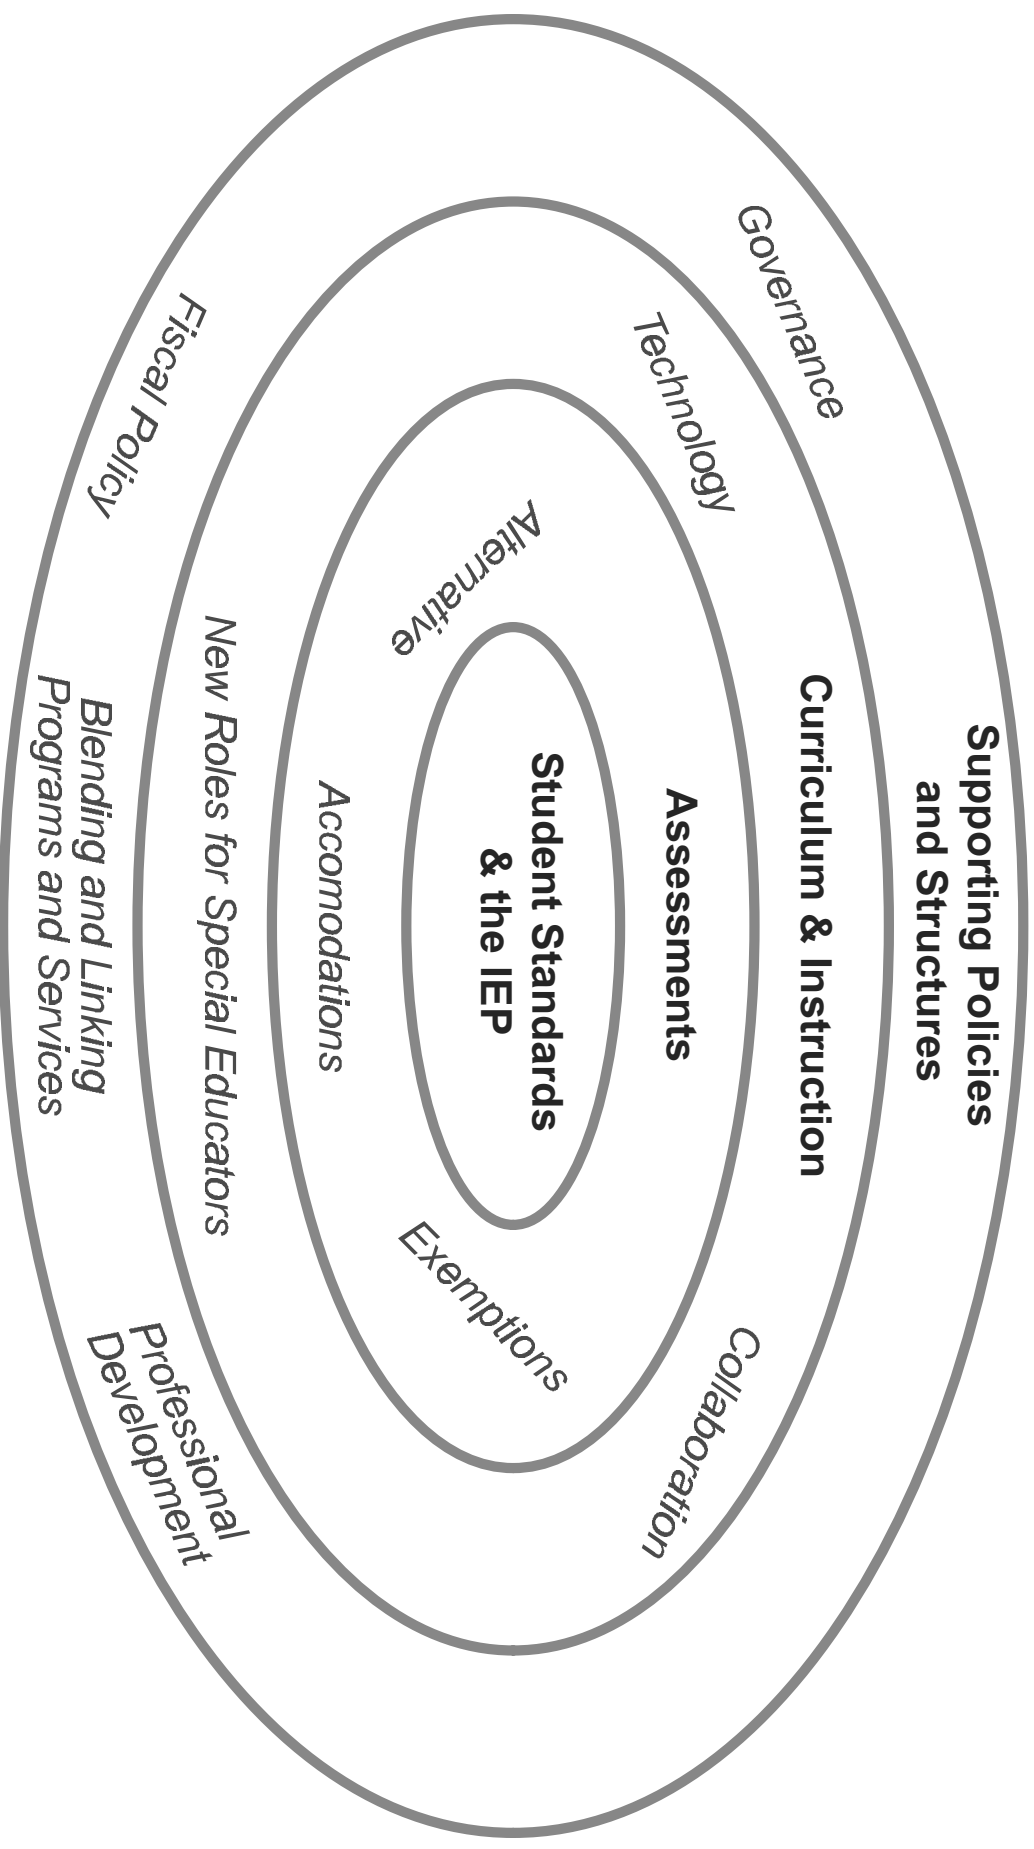 Supporting Policies
and Structures
Governance
Fiscal Policy
Blending and Linking
Programs and Services
Professional
Development
Curriculum & Instruction
Technology
New Roles for Special Educators
Collaboration
Assessments
Alternative
Accomodations
Exemptions
Student Standards
& the IEP